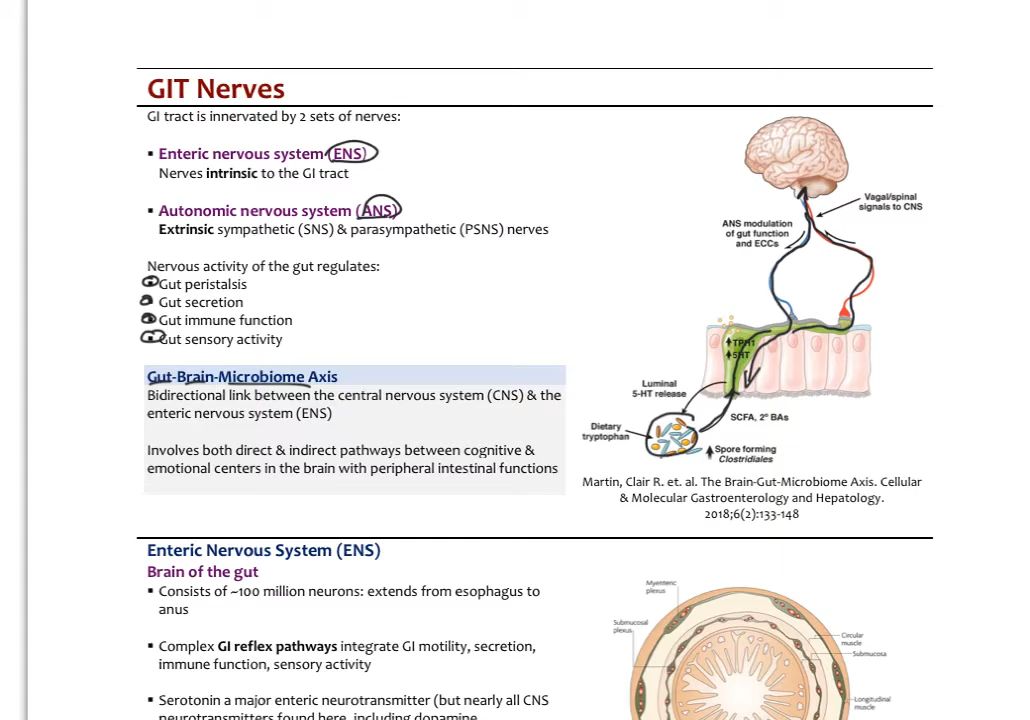 GIT Nerves
GI tract is innervated by 2 sets of nerves:
▪ Enteric nervous system (ENS)
Nerves intrinsic to the GI tract
▪ Autonomic nervous system (ANS)
Extrinsic sympathetic (SNS) & parasympathetic (PSNS) nerves
Nervous activity of the gut regulates:
Gut peristalsis
Gut secretion
Gut immune function
Gut sensory activity
Gut-Brain-Microbiome Axis
Bidirectional link between the central nervous system (CNS) & the
enteric nervous system (ENS)
Involves both direct & indirect pathways between cognitive &
emotional centers in the brain with peripheral intestinal functions
Vagal/spinal
signals to CNS
ANS modulation
of gut function
and ECCs
TPH1
5HT
Luminal
5-HT release
SCFA, 2º BAs
Dietary
tryptophan
Spore forming
Clostridiales
Martin, Clair R. et. al. The Brain-Gut-Microbiome Axis. Cellular
& Molecular Gastroenterology and Hepatology.
2018;6(2):133-148
Enteric Nervous System (ENS)
Brain of the gut
▪ Consists of ~100 million neurons: extends from esophagus to
anus
▪ Complex GI reflex pathways integrate GI motility, secretion,
immune function, sensory activity
▪ Serotonin a major enteric neurotransmitter (but nearly all CNS
neurotransmitters found here, including dopamine
Myenteric
plexus
Submucosal
plexus
Circular
muscle
Submucosa
Longitudinal
muscle